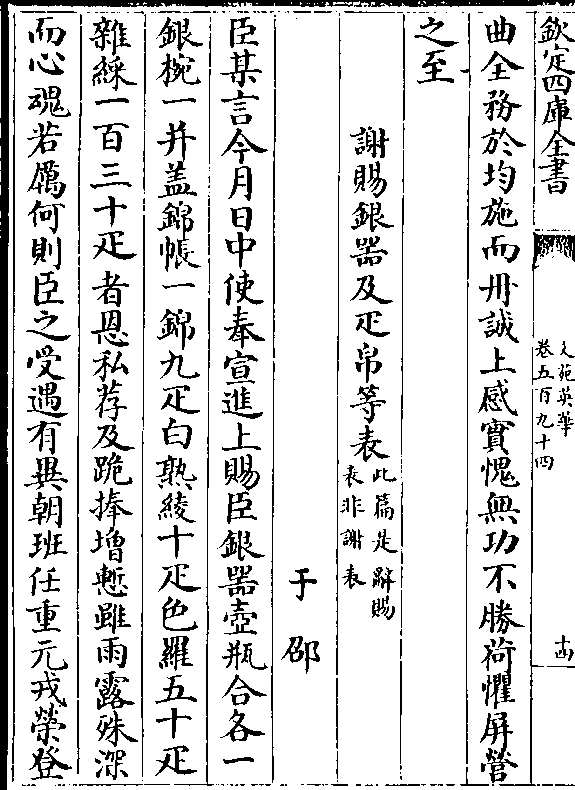 欽定四庫全書
文苑英華
卷五百九十四
十四
曲全務於均施而丹誠上感實愧無功不勝荷懼屏營
之至
謝賜銀器及疋帛等表此篇是辭賜
表非謝表
于邵
臣某言今月日中使奉宣進上賜臣銀器壺瓶合各一
銀椀一并盖錦帳一錦九疋白熟綾十疋色羅五十疋
雜綵一百三十疋者恩私荐及跪捧增慙雖雨露殊深
而心魂若厲何則臣之受遇有異朝班任重元戎榮登